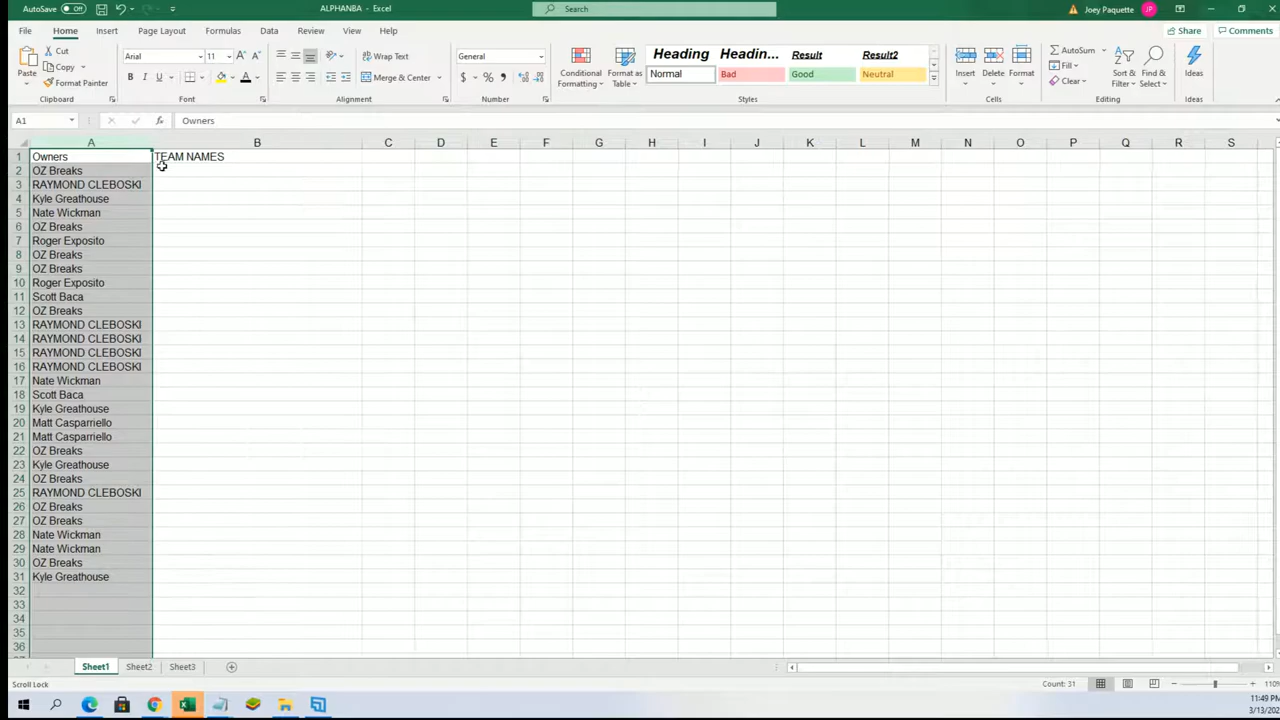 AutoSave Off ALPHANBA - Excel Search Joey Paquette JP
File Home Insert Page Layout Formulas Data Review View Help Share Comments
Paste Cut Copy Format Painter Clipboard
Arial 11 B I U A Font
Wrap Text Merge & Center Alignment
General $ % Number
Conditional Formatting Format as Table
Heading Headin... Result Result2
Normal Bad Good Neutral
Styles
Insert Delete Format Cells
AutoSum Fill Clear Sort & Filter Find & Select Editing
Ideas Ideas
A1 fx Owners
A B C D E F G H I J K L M N O P Q R S
1 Owners TEAM NAMES
2 OZ Breaks
3 RAYMOND CLEBOSKI
4 Kyle Greathouse
5 Nate Wickman
6 OZ Breaks
7 Roger Exposito
8 OZ Breaks
9 OZ Breaks
10 Roger Exposito
11 Scott Baca
12 OZ Breaks
13 RAYMOND CLEBOSKI
14 RAYMOND CLEBOSKI
15 RAYMOND CLEBOSKI
16 RAYMOND CLEBOSKI
17 Nate Wickman
18 Scott Baca
19 Kyle Greathouse
20 Matt Casparriello
21 Matt Casparriello
22 OZ Breaks
23 Kyle Greathouse
24 OZ Breaks
25 RAYMOND CLEBOSKI
26 OZ Breaks
27 OZ Breaks
28 Nate Wickman
29 Nate Wickman
30 OZ Breaks
31 Kyle Greathouse
32
33
34
35
36
Sheet1 Sheet2 Sheet3
Scroll Lock Count: 31 110%
11:49 PM